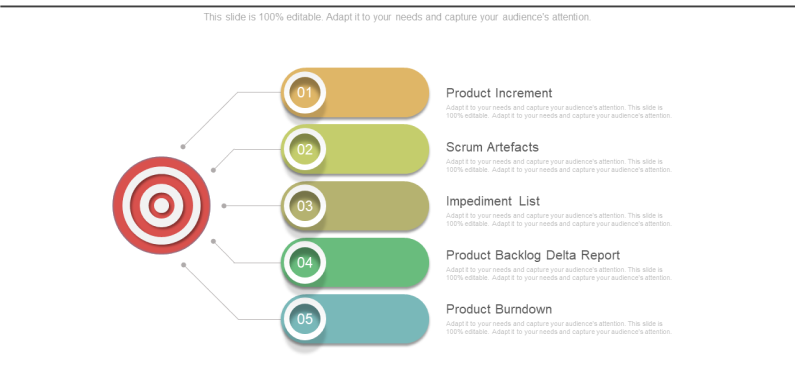 This slide is 100% editable. Adapt it to your needs and capture your audience's attention.
01
Product Increment
Adapt it to your needs and capture your audience's attention. This slide is
100% editable. Adapt it to your needs and capture your audience's attention.
02
Scrum Artefacts
Adapt it to your needs and capture your audience's attention. This slide is
100% editable. Adapt it to your needs and capture your audience's attention.
03
Impediment List
Adapt it to your needs and capture your audience's attention. This slide is
100% editable. Adapt it to your needs and capture your audience's attention.
04
Product Backlog Delta Report
Adapt it to your needs and capture your audience's attention. This slide is
100% editable. Adapt it to your needs and capture your audience's attention.
05
Product Burndown
Adapt it to your needs and capture your audience's attention. This slide is
100% editable. Adapt it to your needs and capture your audience's attention.